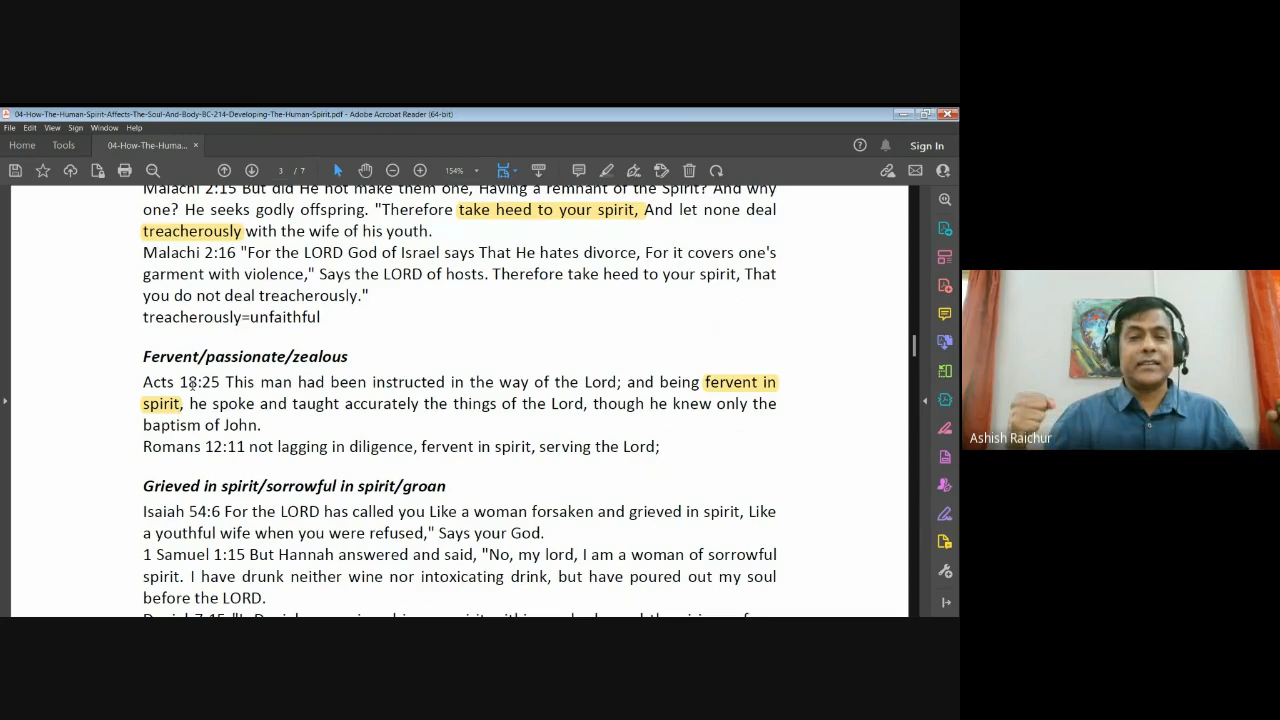 04-How-The-Human-Spirit-Affects-The-Soul-And-Body-BC-214-Developing-The-Human-Spirit.pdf - Adobe Acrobat Reader (64-bit)
File Edit View Sign Window Help
Home Tools 04-How-The-Huma... × Sign In
3 / 7 154%
Malachi 2:15 But did He not make them one, Having a remnant of the Spirit? And why
one? He seeks godly offspring. "Therefore take heed to your spirit, And let none deal
treacherously with the wife of his youth.
Malachi 2:16 "For the LORD God of Israel says That He hates divorce, For it covers one's
garment with violence," Says the LORD of hosts. Therefore take heed to your spirit, That
you do not deal treacherously."
treacherously=unfaithful
Fervent/passionate/zealous
Acts 18:25 This man had been instructed in the way of the Lord; and being fervent in
spirit, he spoke and taught accurately the things of the Lord, though he knew only the
baptism of John.
Romans 12:11 not lagging in diligence, fervent in spirit, serving the Lord;
Grieved in spirit/sorrowful in spirit/groan
Isaiah 54:6 For the LORD has called you Like a woman forsaken and grieved in spirit, Like
a youthful wife when you were refused," Says your God.
1 Samuel 1:15 But Hannah answered and said, "No, my lord, I am a woman of sorrowful
spirit. I have drunk neither wine nor intoxicating drink, but have poured out my soul
before the LORD.
Ashish Raichur